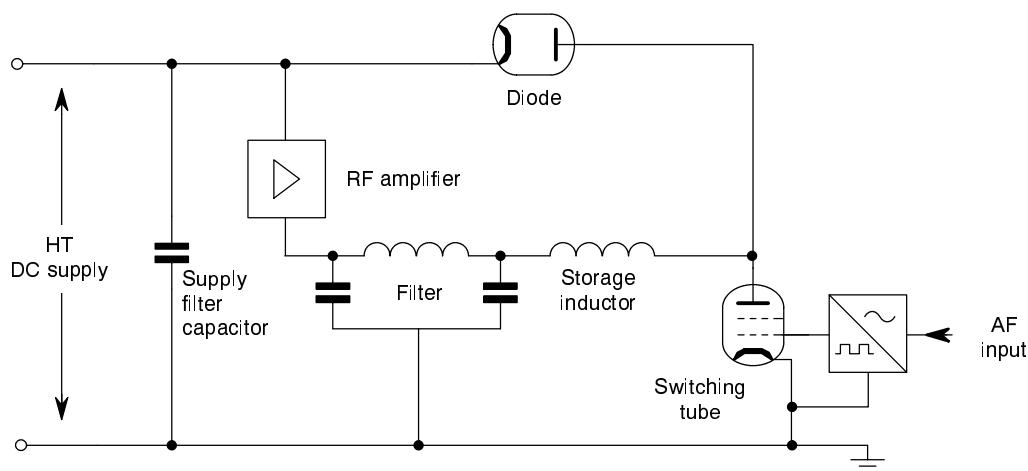 Diode
RF amplifier
HT
DC supply
Supply
filter
capacitor
Filter
Storage
inductor
AF
input
Switching
tube